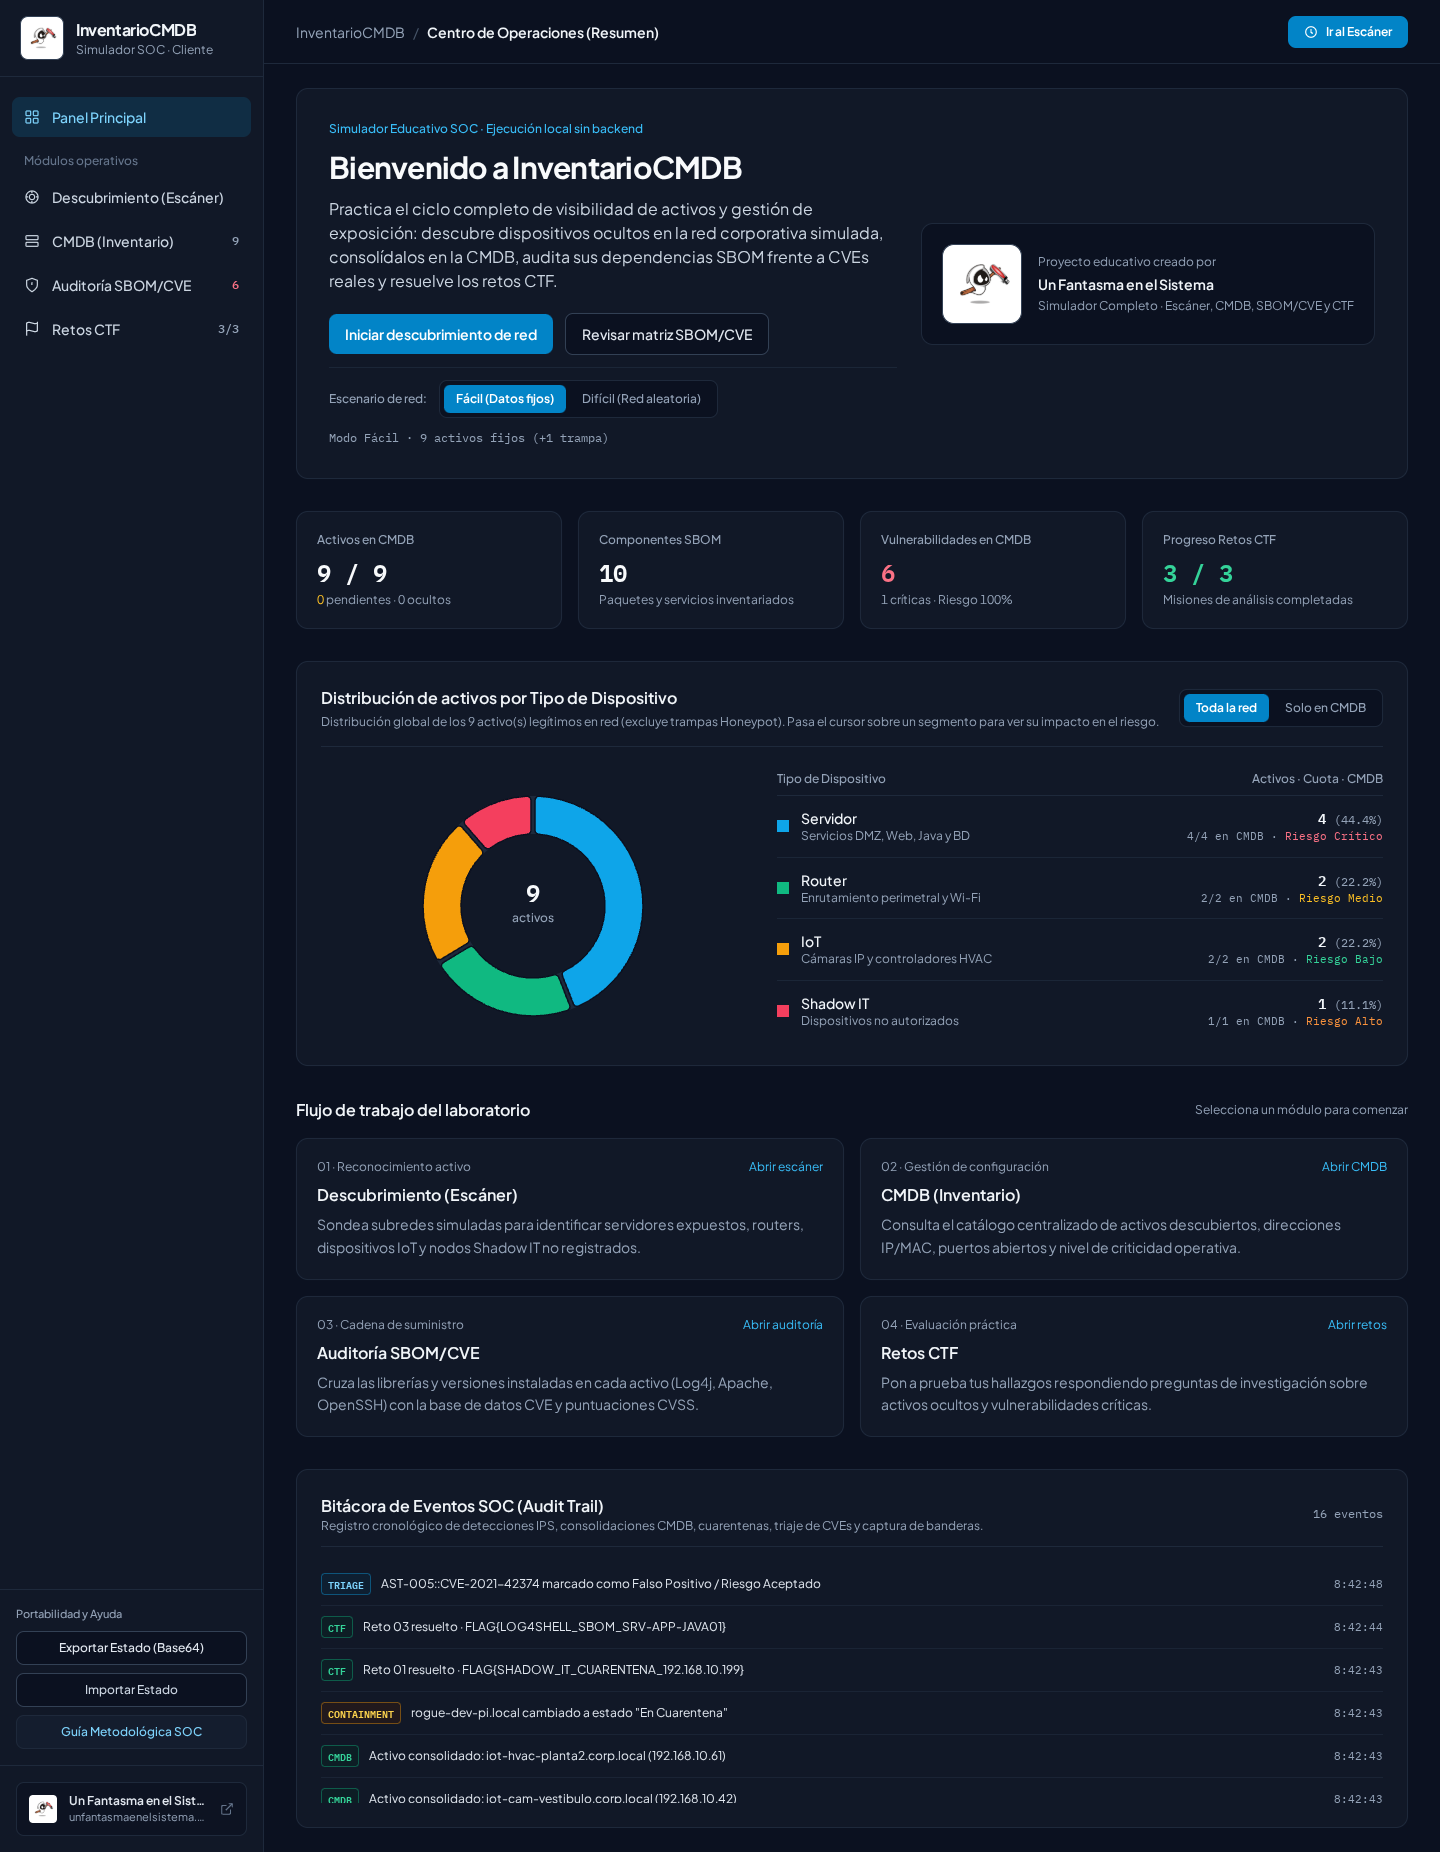 InventarioCMDB
Simulador SOC · Cliente
Panel Principal
Módulos operativos
Descubrimiento (Escáner)
CMDB (Inventario) 9
Auditoría SBOM/CVE 6
Retos CTF 3/3
Portabilidad y Ayuda
Exportar Estado (Base64)
Importar Estado
Guía Metodológica SOC
Un Fantasma en el Sist...
unfantasmaenelsistema....
InventarioCMDB / Centro de Operaciones (Resumen)
Ir al Escáner
Simulador Educativo SOC · Ejecución local sin backend
Bienvenido a InventarioCMDB
Practica el ciclo completo de visibilidad de activos y gestión de
exposición: descubre dispositivos ocultos en la red corporativa simulada,
consolídalos en la CMDB, audita sus dependencias SBOM frente a CVEs
reales y resuelve los retos CTF.
Iniciar descubrimiento de red
Revisar matriz SBOM/CVE
Escenario de red: Fácil (Datos fijos) Difícil (Red aleatoria)
Modo Fácil · 9 activos fijos (+1 trampa)
Proyecto educativo creado por
Un Fantasma en el Sistema
Simulador Completo · Escáner, CMDB, SBOM/CVE y CTF
Activos en CMDB
9 / 9
0 pendientes · 0 ocultos
Componentes SBOM
10
Paquetes y servicios inventariados
Vulnerabilidades en CMDB
6
1 críticas · Riesgo 100%
Progreso Retos CTF
3 / 3
Misiones de análisis completadas
Distribución de activos por Tipo de Dispositivo
Distribución global de los 9 activo(s) legítimos en red (excluye trampas Honeypot). Pasa el cursor sobre un segmento para ver su impacto en el riesgo.
Toda la red Solo en CMDB
9
activos
Tipo de Dispositivo Activos · Cuota · CMDB
Servidor 4 (44.4%)
Servicios DMZ, Web, Java y BD 4/4 en CMDB · Riesgo Crítico
Router 2 (22.2%)
Enrutamiento perimetral y Wi-Fi 2/2 en CMDB · Riesgo Medio
IoT 2 (22.2%)
Cámaras IP y controladores HVAC 2/2 en CMDB · Riesgo Bajo
Shadow IT 1 (11.1%)
Dispositivos no autorizados 1/1 en CMDB · Riesgo Alto
Flujo de trabajo del laboratorio Selecciona un módulo para comenzar
01 · Reconocimiento activo Abrir escáner
Descubrimiento (Escáner)
Sondea subredes simuladas para identificar servidores expuestos, routers,
dispositivos IoT y nodos Shadow IT no registrados.
02 · Gestión de configuración Abrir CMDB
CMDB (Inventario)
Consulta el catálogo centralizado de activos descubiertos, direcciones
IP/MAC, puertos abiertos y nivel de criticidad operativa.
03 · Cadena de suministro Abrir auditoría
Auditoría SBOM/CVE
Cruza las librerías y versiones instaladas en cada activo (Log4j, Apache,
OpenSSH) con la base de datos CVE y puntuaciones CVSS.
04 · Evaluación práctica Abrir retos
Retos CTF
Pon a prueba tus hallazgos respondiendo preguntas de investigación sobre
activos ocultos y vulnerabilidades críticas.
Bitácora de Eventos SOC (Audit Trail)
Registro cronológico de detecciones IPS, consolidaciones CMDB, cuarentenas, triaje de CVEs y captura de banderas.
16 eventos
TRIAGE AST-005::CVE-2021-42374 marcado como Falso Positivo / Riesgo Aceptado 8:42:48
CTF Reto 03 resuelto · FLAG{LOG4SHELL_SBOM_SRV-APP-JAVA01} 8:42:44
CTF Reto 01 resuelto · FLAG{SHADOW_IT_CUARENTENA_192.168.10.199} 8:42:43
CONTAINMENT rogue-dev-pi.local cambiado a estado "En Cuarentena" 8:42:43
CMDB Activo consolidado: iot-hvac-planta2.corp.local (192.168.10.61) 8:42:43
CMDB Activo consolidado: iot-cam-vestibulo.corp.local (192.168.10.42) 8:42:43